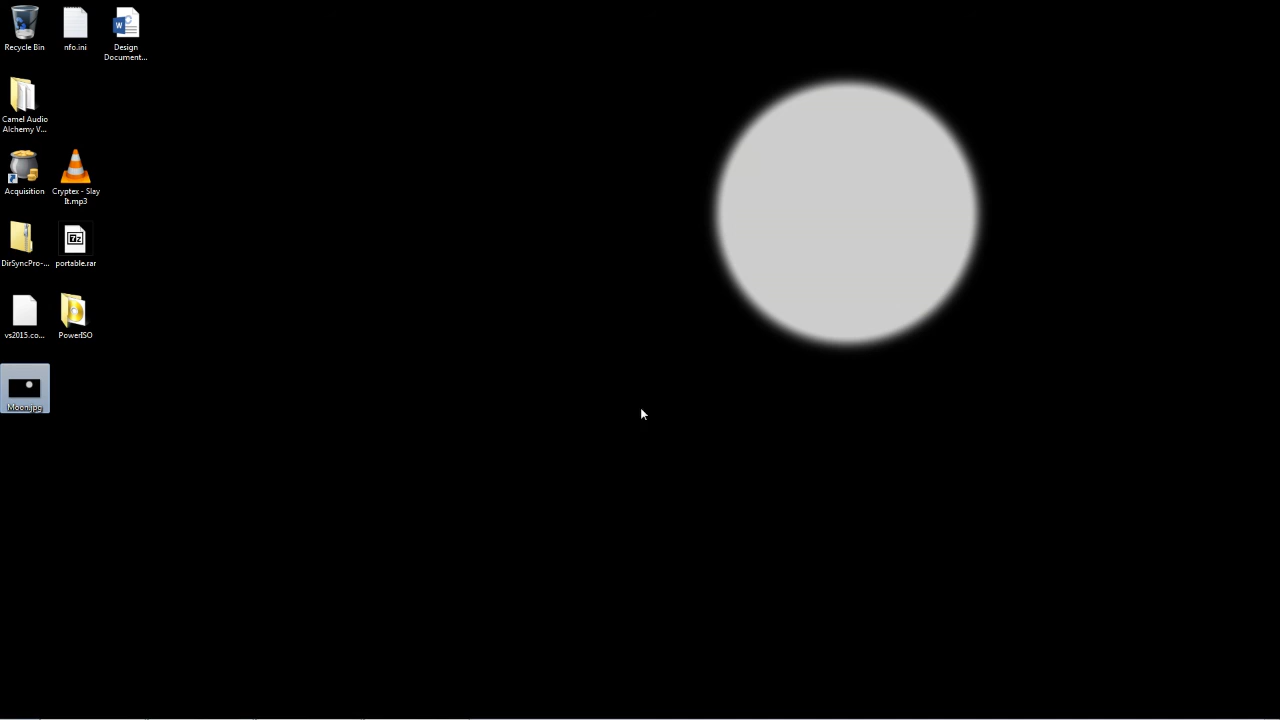 Recycle Bin
nfo.ini
Design
Document...
Camel Audio
Alchemy V...
Acquisition
Cryptex - Slay
It.mp3
DirSyncPro-...
portable.rar
vs2015.co...
PowerISO
Moon.jpg
W
7z